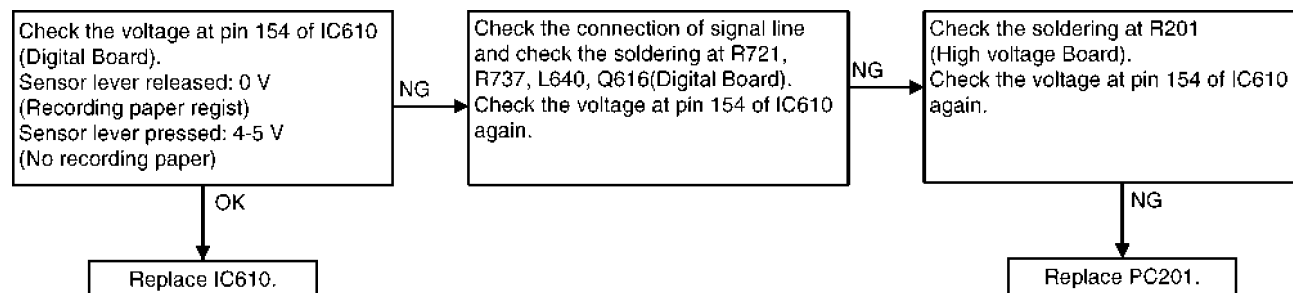 Check the voltage at pin 154 of IC610
(Digital Board).
Sensor lever released: 0 V
(Recording paper regist)
Sensor lever pressed: 4-5 V
(No recording paper)
NG
Check the connection of signal line
and check the soldering at R721,
R737, L640, Q616(Digital Board).
Check the voltage at pin 154 of IC610
again.
NG
Check the soldering at R201
(High voltage Board).
Check the voltage at pin 154 of IC610
again.
OK
NG
Replace IC610.
Replace PC201.